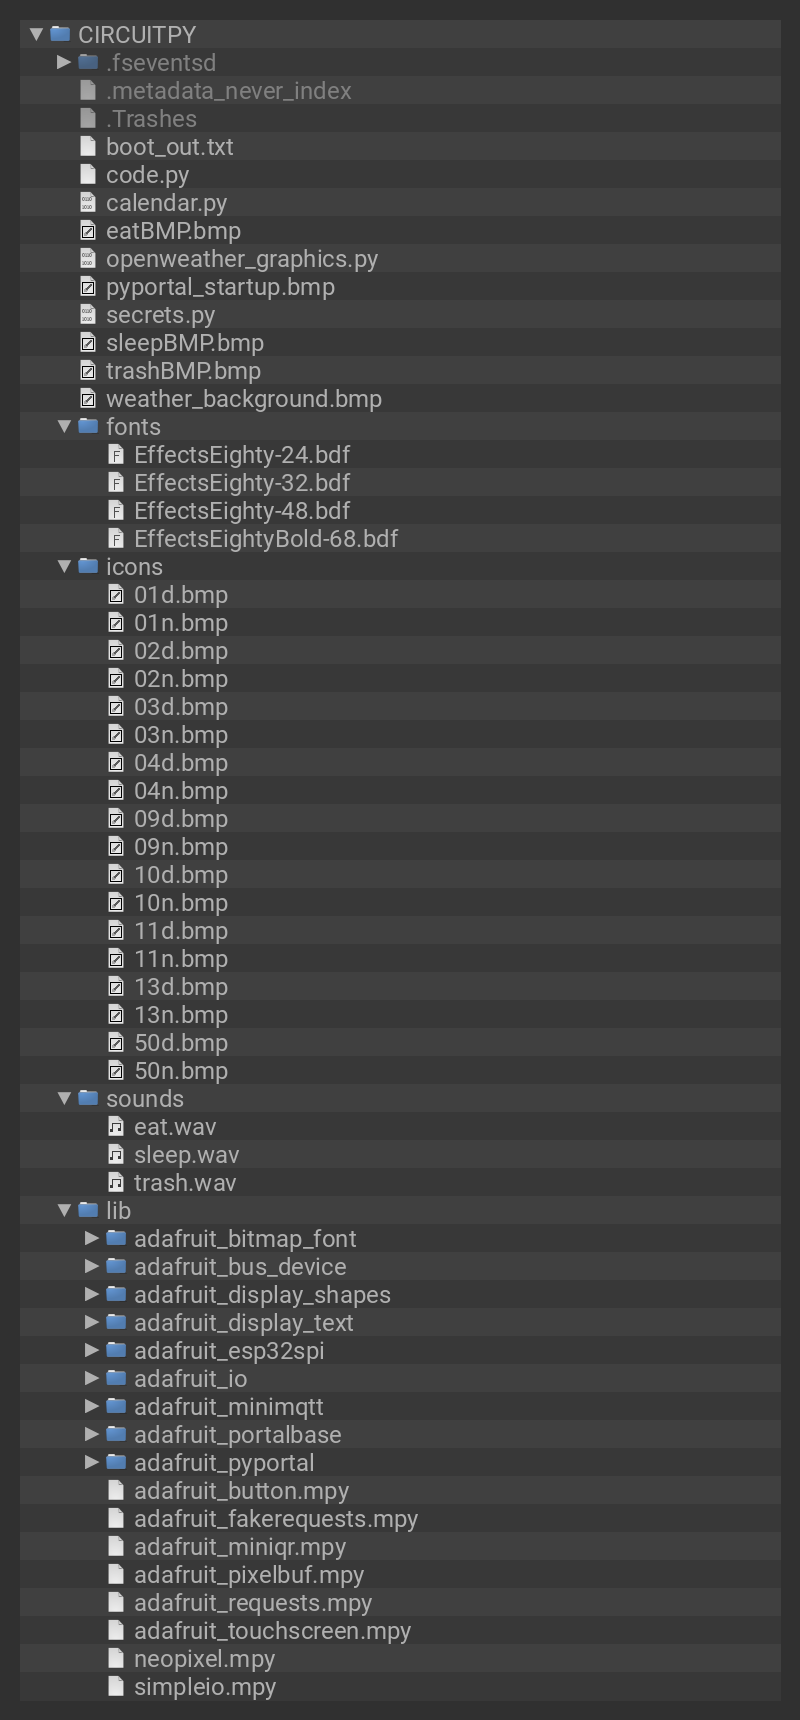 CIRCUITPY
.fseventsd
.metadata_never_index
.Trashes
boot_out.txt
code.py
calendar.py
eatBMP.bmp
openweather_graphics.py
pyportal_startup.bmp
secrets.py
sleepBMP.bmp
trashBMP.bmp
weather_background.bmp
fonts
EffectsEighty-24.bdf
EffectsEighty-32.bdf
EffectsEighty-48.bdf
EffectsEightyBold-68.bdf
icons
01d.bmp
01n.bmp
02d.bmp
02n.bmp
03d.bmp
03n.bmp
04d.bmp
04n.bmp
09d.bmp
09n.bmp
10d.bmp
10n.bmp
11d.bmp
11n.bmp
13d.bmp
13n.bmp
50d.bmp
50n.bmp
sounds
eat.wav
sleep.wav
trash.wav
lib
adafruit_bitmap_font
adafruit_bus_device
adafruit_display_shapes
adafruit_display_text
adafruit_esp32spi
adafruit_io
adafruit_minimqtt
adafruit_portalbase
adafruit_pyportal
adafruit_button.mpy
adafruit_fakerequests.mpy
adafruit_miniqr.mpy
adafruit_pixelbuf.mpy
adafruit_requests.mpy
adafruit_touchscreen.mpy
neopixel.mpy
simpleio.mpy